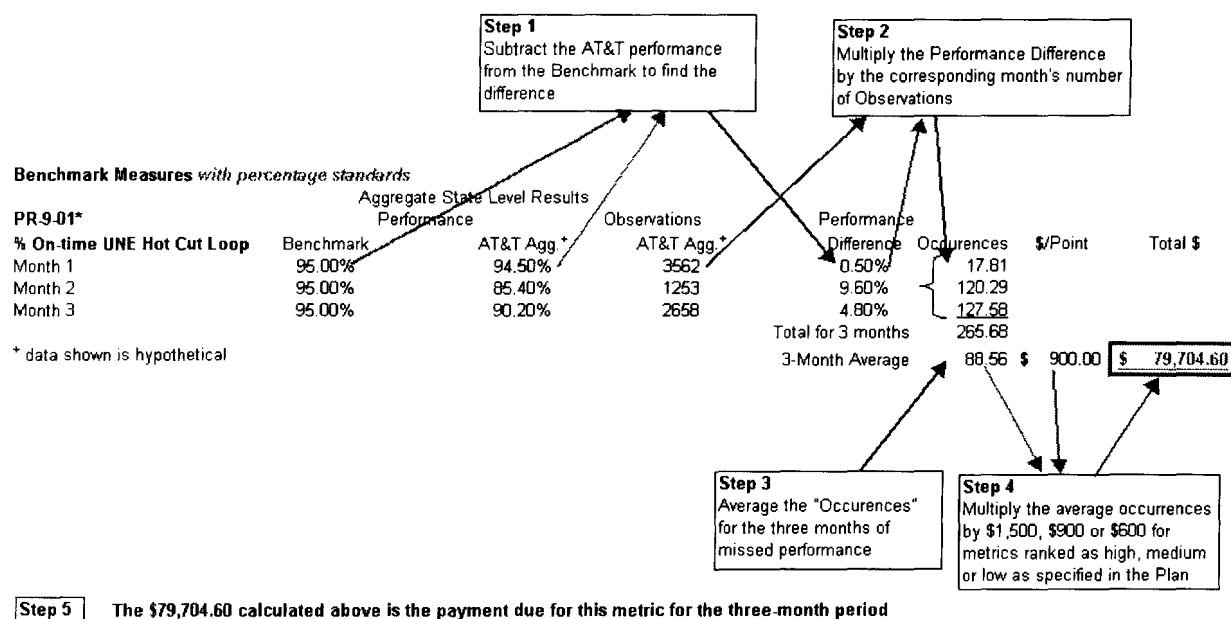 Step 1
Subtract the AT&T performance
from the Benchmark to find the
difference
Step 2
Multiply the Performance Difference
by the corresponding month's number
of Observations
Benchmark Measures with percentage standards
Aggregate State Level Results
PR-9-01* Performance Observations Performance
% On-time UNE Hot Cut Loop Benchmark AT&T Agg.+ AT&T Agg.+ Difference Occurences $/Point Total $
Month 1 95.00% 94.50% 3562 0.50% 17.81
Month 2 95.00% 85.40% 1253 9.60% 120.29
Month 3 95.00% 90.20% 2658 4.80% 127.58
Total for 3 months 265.68
+ data shown is hypothetical
3-Month Average 88.56 $ 900.00 $ 79,704.60
Step 3
Average the "Occurences"
for the three months of
missed performance
Step 4
Multiply the average occurrences
by $1,500, $900 or $600 for
metrics ranked as high, medium
or low as specified in the Plan
Step 5 The $79,704.60 calculated above is the payment due for this metric for the three-month period